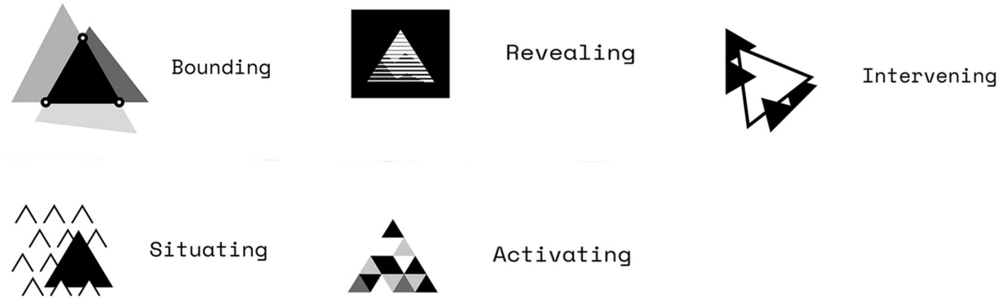 Bounding
Revealing
Intervening
Situating
Activating